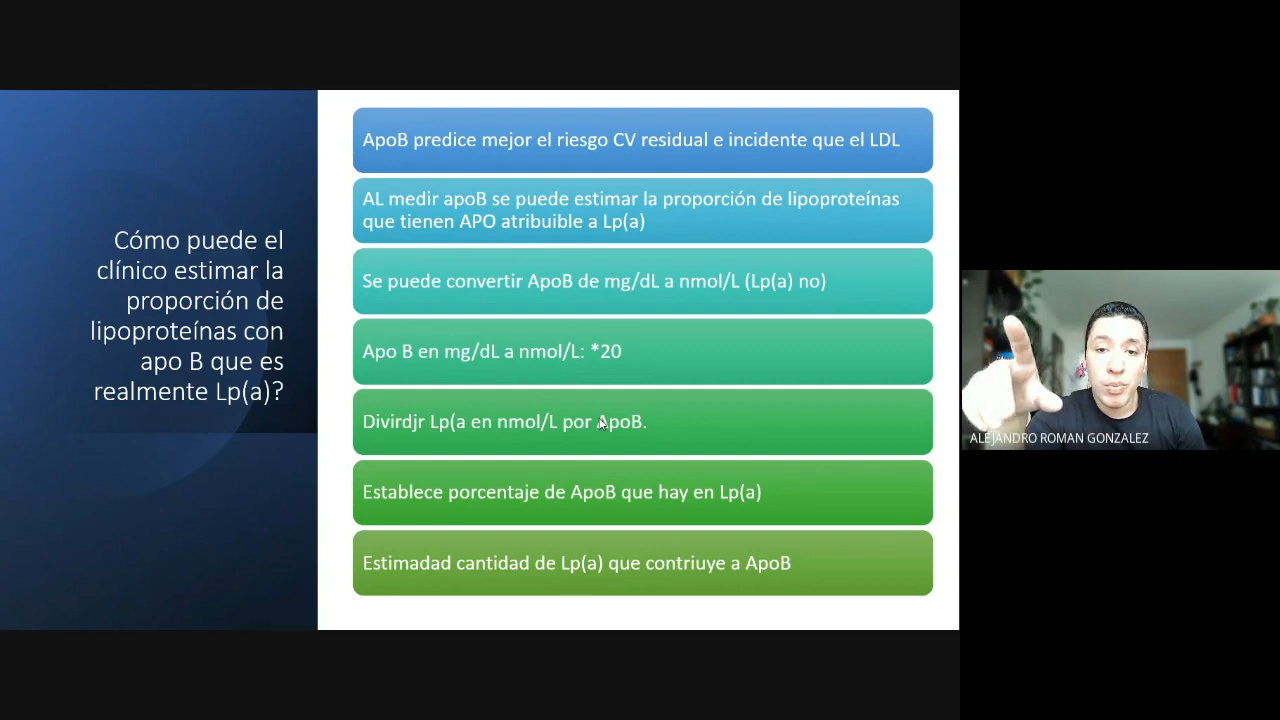 Cómo puede el
clínico estimar la
proporción de
lipoproteínas con
apo B que es
realmente Lp(a)?
ApoB predice mejor el riesgo CV residual e incidente que el LDL
AL medir apoB se puede estimar la proporción de lipoproteínas
que tienen APO atribuible a Lp(a)
Se puede convertir ApoB de mg/dL a nmol/L (Lp(a) no)
Apo B en mg/dL a nmol/L: *20
Divirdjr Lp(a en nmol/L por ApoB.
Establece porcentaje de ApoB que hay en Lp(a)
Estimadad cantidad de Lp(a) que contriuye a ApoB
ALEJANDRO ROMAN GONZALEZ